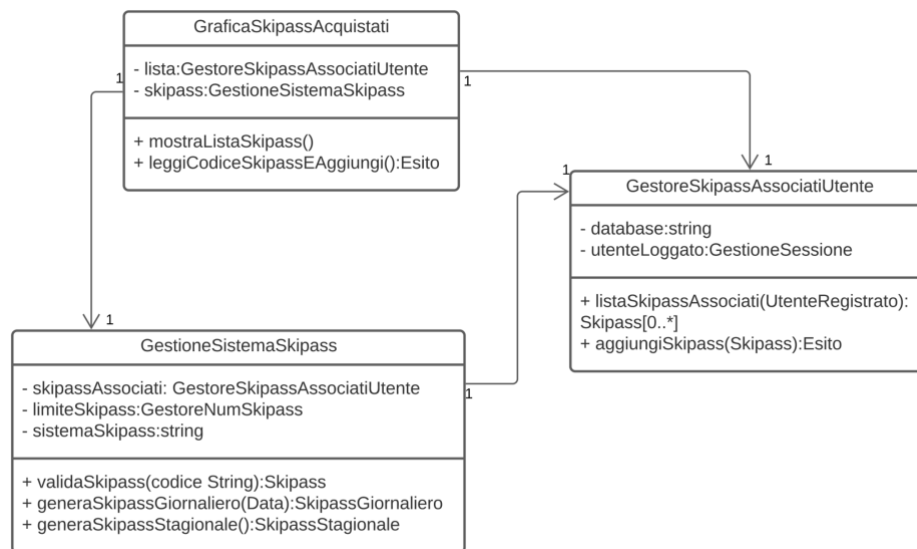 GraficaSkipassAcquistati
- lista:GestoreSkipassAssociatiUtente
- skipass:GestioneSistemaSkipass
+ mostraListaSkipass()
+ leggiCodiceSkipassEAggiungi():Esito
1
1
1
1
GestoreSkipassAssociatiUtente
- database:string
- utenteLoggato:GestioneSessione
+ listaSkipassAssociati(UtenteRegistrato):
Skipass[0..*]
+ aggiungiSkipass(Skipass):Esito
1
1
GestioneSistemaSkipass
- skipassAssociati: GestoreSkipassAssociatiUtente
- limiteSkipass:GestoreNumSkipass
- sistemaSkipass:string
+ validaSkipass(codice String):Skipass
+ generaSkipassGiornaliero(Data):SkipassGiornaliero
+ generaSkipassStagionale():SkipassStagionale